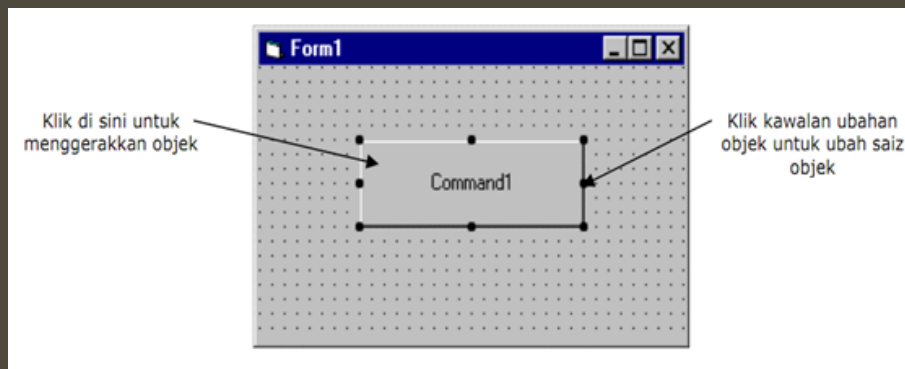 Form1
Klik di sini untuk
menggerakkan objek
Command1
Klik kawalan ubahan
objek untuk ubah saiz
objek